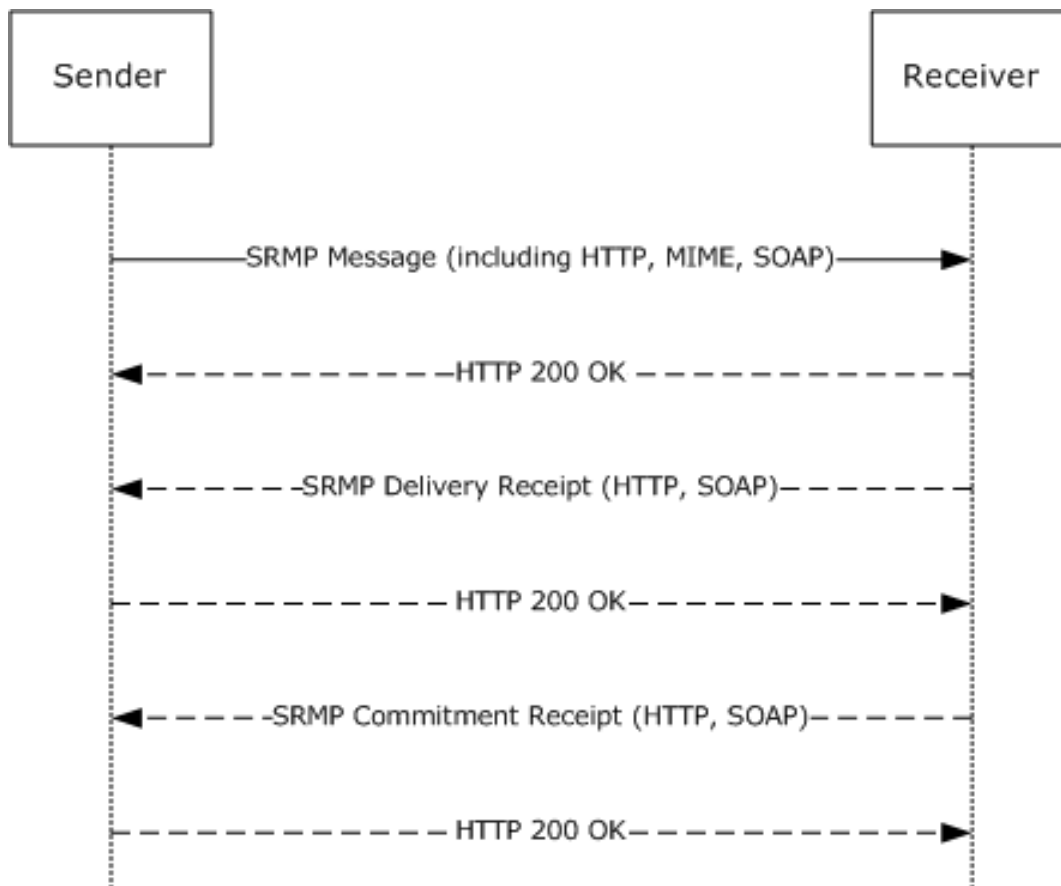 Sender
Receiver
SRMP Message (including HTTP, MIME, SOAP)
HTTP 200 OK
SRMP Delivery Receipt (HTTP, SOAP)
HTTP 200 OK
SRMP Commitment Receipt (HTTP, SOAP)
HTTP 200 OK